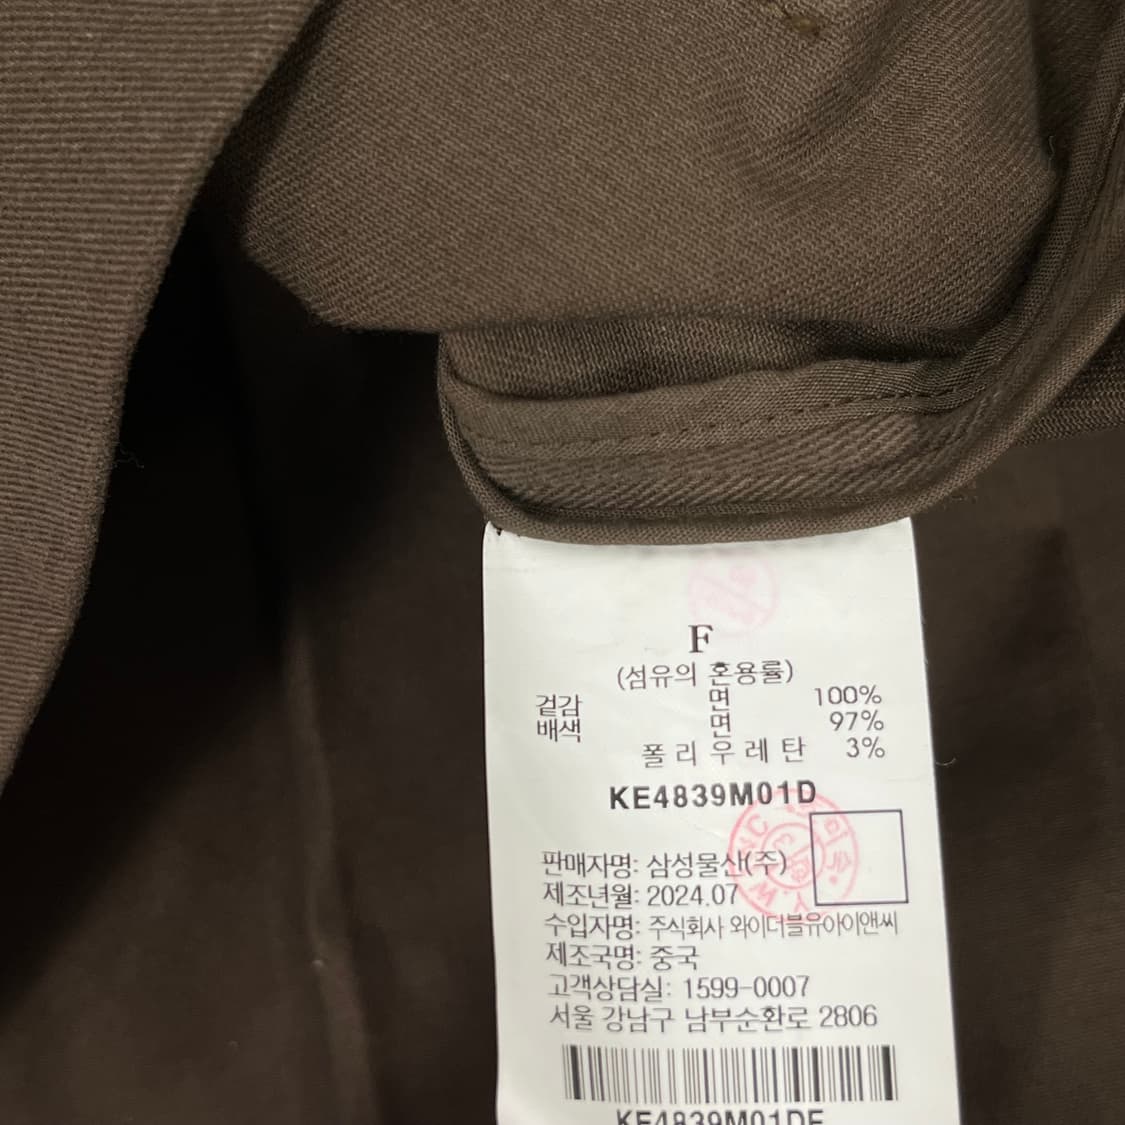 F
(섬유의 혼용률)
겉감 면 100%
배색 면 97%
폴리우레탄 3%
KE4839M01D
판매자명: 삼성물산(주)
제조년월: 2024.07
수입자명: 주식회사 와이더블유아이앤씨
제조국명: 중국
고객상담실: 1599-0007
서울 강남구 남부순환로 2806
KE4839M01DF